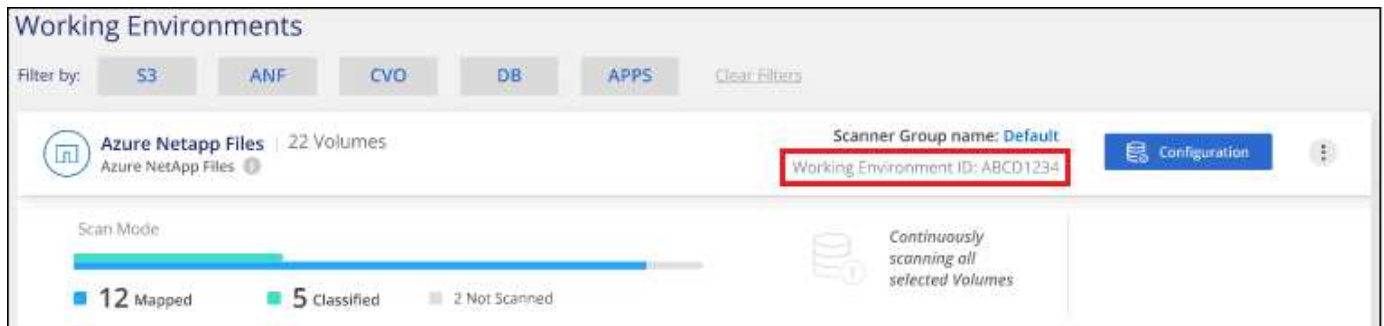 Working Environments
Filter by: S3 ANF CVO DB APPS Clear Filters
Azure Netapp Files | 22 Volumes
Azure NetApp Files
Scanner Group name: Default
Working Environment ID: ABCD1234
Configuration
Scan Mode
12 Mapped 5 Classified 2 Not Scanned
Continuously
scanning all
selected Volumes